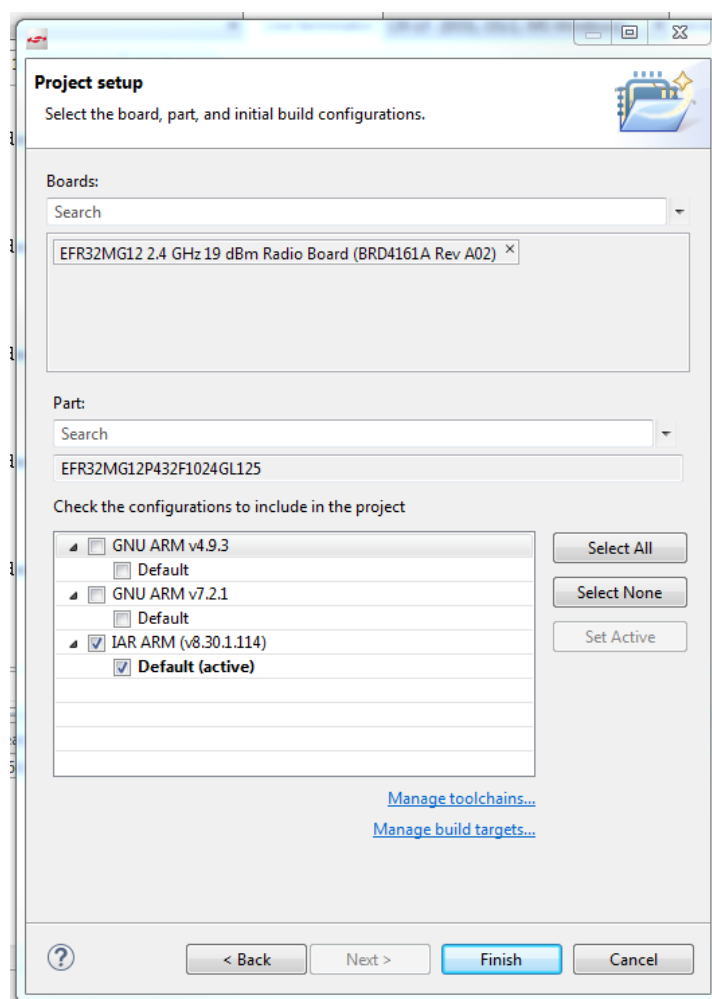 Project setup
Select the board, part, and initial build configurations.
Boards:
Search
EFR32MG12 2.4 GHz 19 dBm Radio Board (BRD4161A Rev A02) ×
Part:
Search
EFR32MG12P432F1024GL125
Check the configurations to include in the project
GNU ARM v4.9.3
Default
GNU ARM v7.2.1
Default
IAR ARM (v8.30.1.114)
Default (active)
Select All
Select None
Set Active
Manage toolchains...
Manage build targets...
?
< Back
Next >
Finish
Cancel